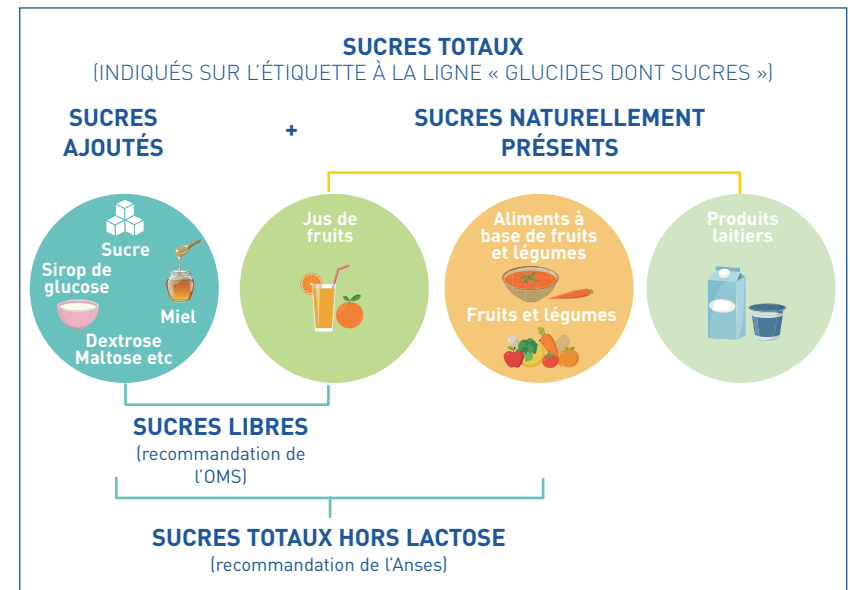 SUCRES TOTAUX
(INDIQUÉS SUR L'ÉTIQUETTE À LA LIGNE « GLUCIDES DONT SUCRES »)
SUCRES
AJOUTÉS
+
SUCRES NATURELLEMENT
PRÉSENTS
Sucre
Sirop de
glucose
Miel
Dextrose
Maltose etc
Jus de
fruits
Aliments à
base de fruits
et légumes
Fruits et légumes
Produits
laitiers
SUCRES LIBRES
(recommandation de
l'OMS)
SUCRES TOTAUX HORS LACTOSE
(recommandation de l'Anses)